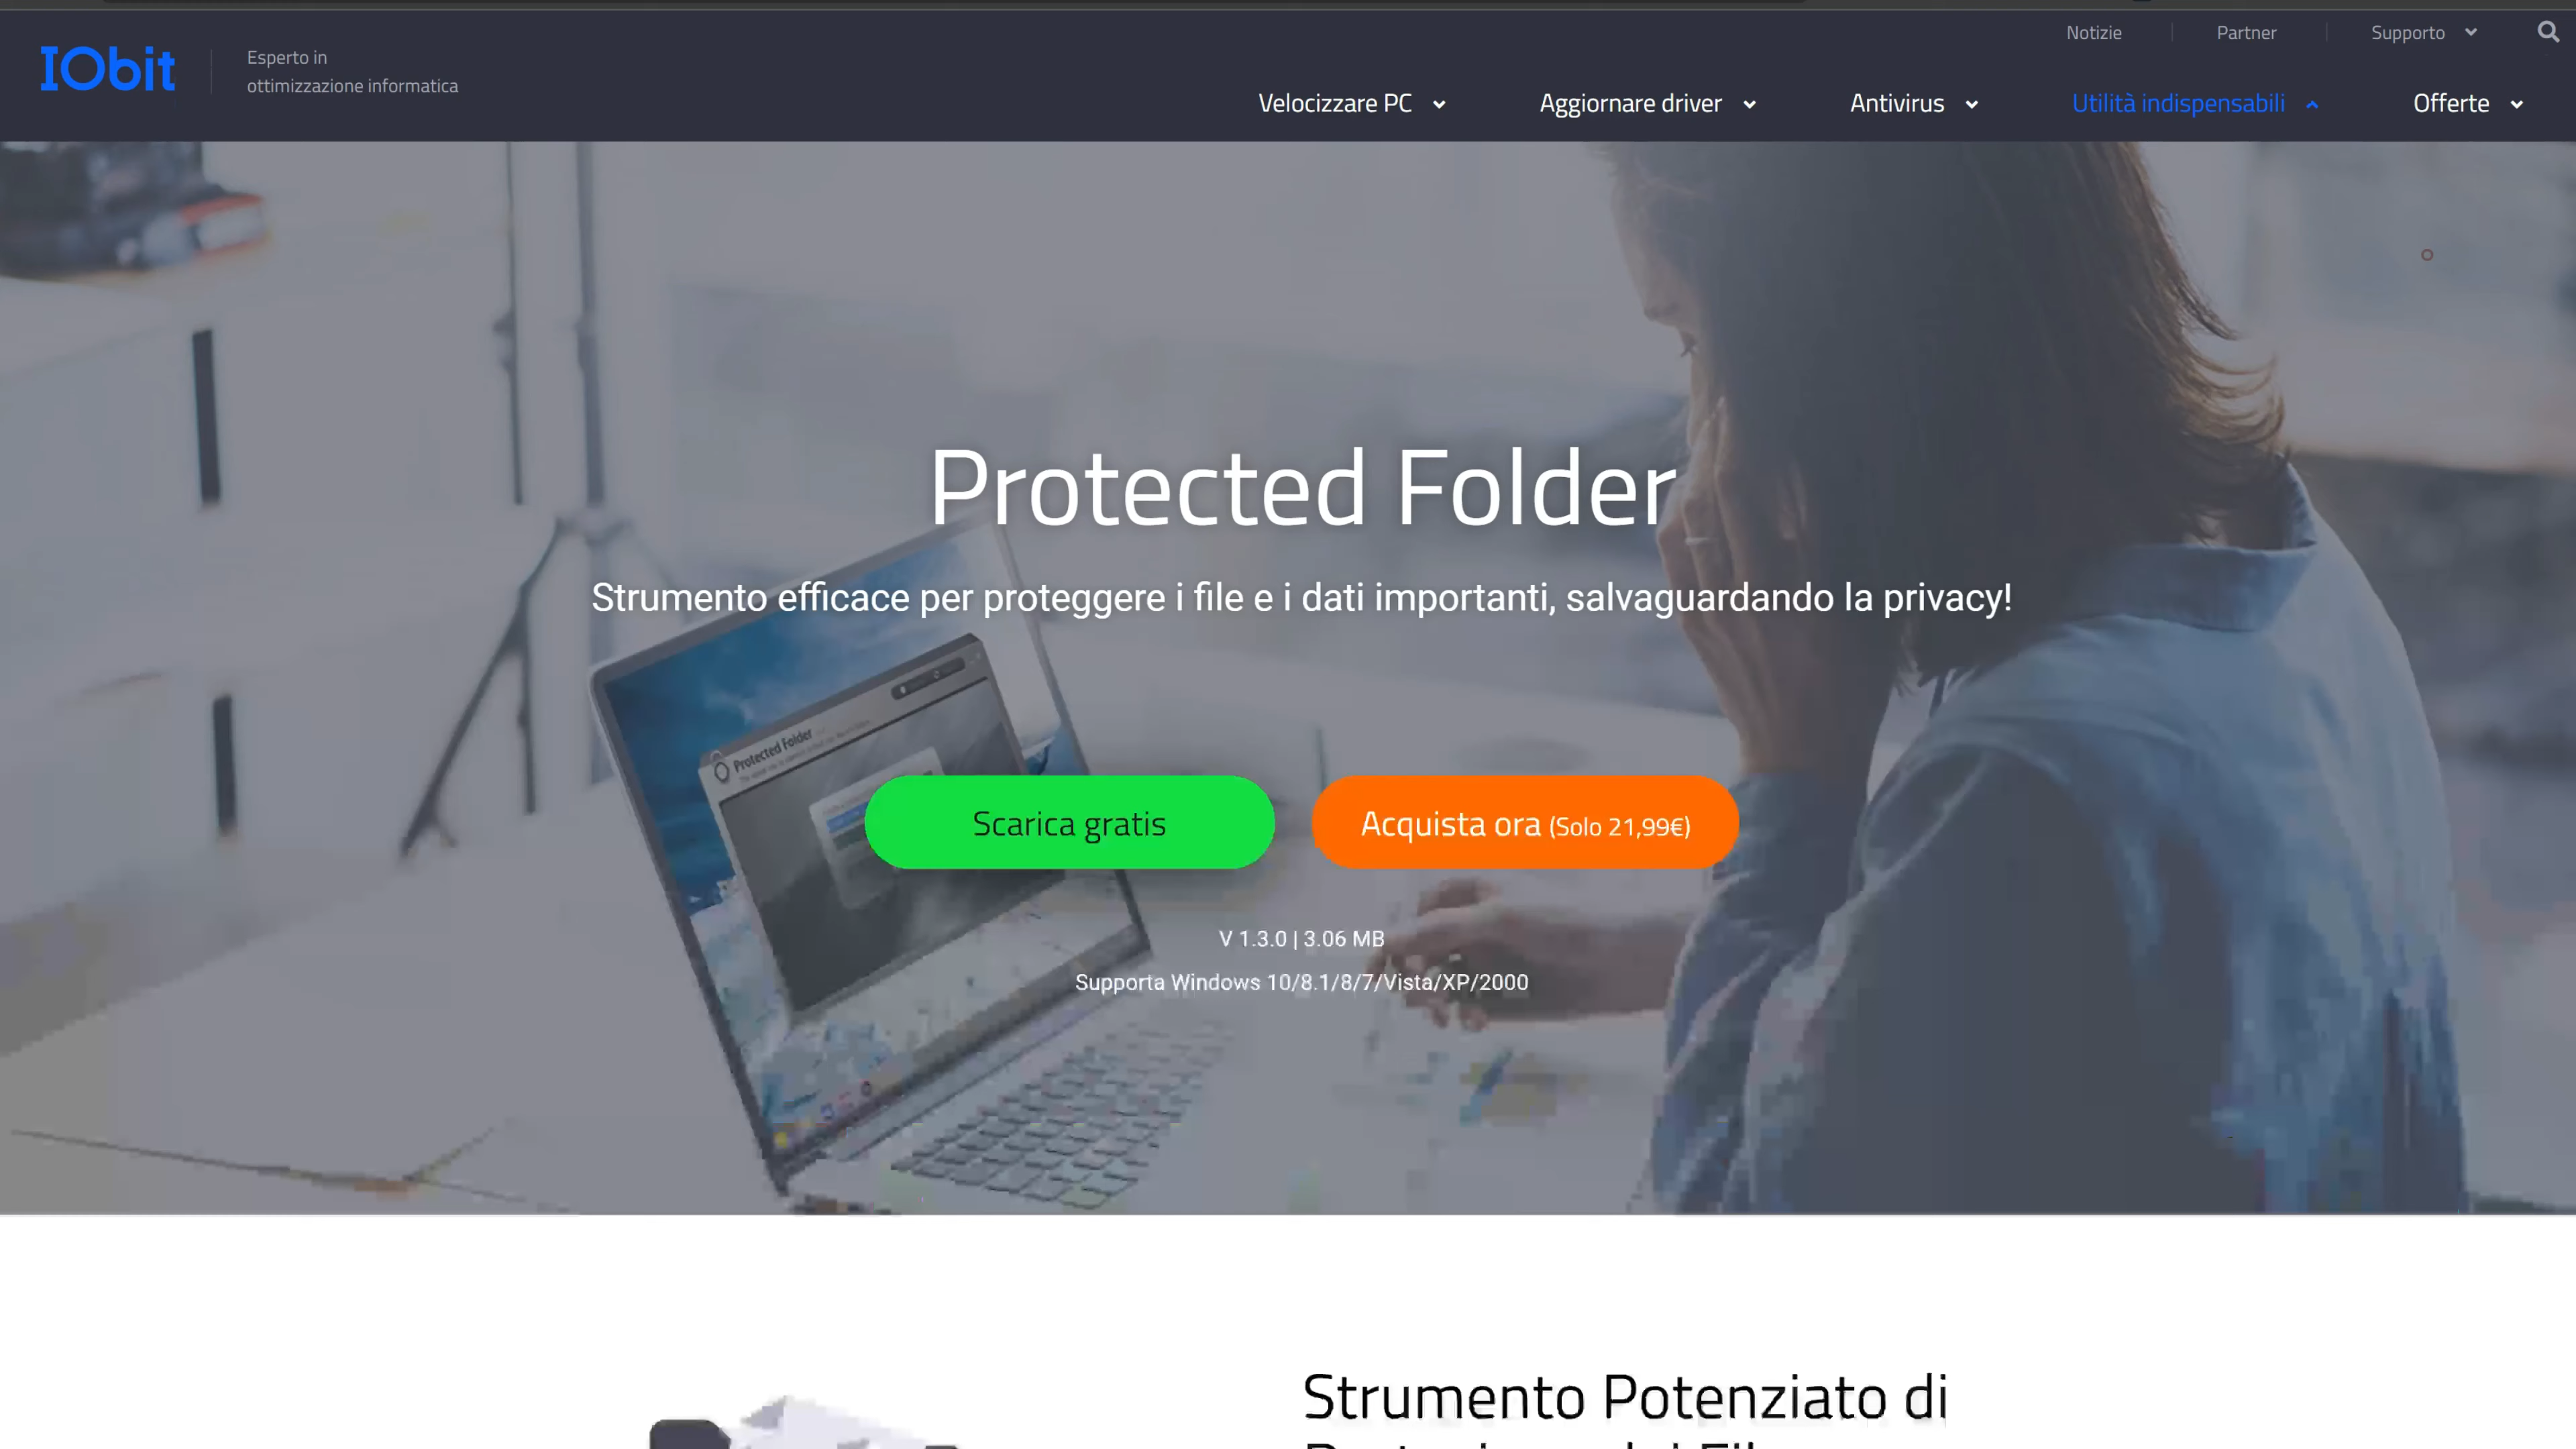 IObit
Esperto in
ottimizzazione informatica
Notizie
Partner
Supporto
Velocizzare PC
Aggiornare driver
Antivirus
Utilità indispensabili
Offerte
Protected Folder
Strumento efficace per proteggere i file e i dati importanti, salvaguardando la privacy!
Protected Folder
Scarica gratis
Acquista ora (Solo 21,99€)
V 1.3.0 | 3.06 MB
Supporta Windows 10/8.1/8/7/Vista/XP/2000
Strumento Potenziato di